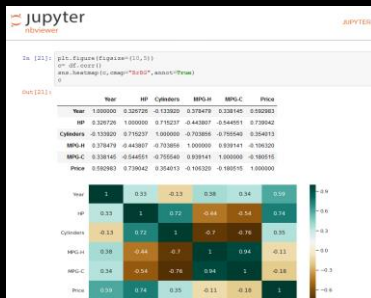 jupyter
nbviewer
JUPYTER
In [21]: plt.figure(figsize=(10,5))
c= df.corr()
sns.heatmap(c,cmap="BrBG",annot=True)
c
Out[21]:
Year HP Cylinders MPG-H MPG-C Price
Year 1.000000 0.326726 -0.133920 0.378479 0.338145 0.592983
HP 0.326726 1.000000 0.715237 -0.443807 -0.544551 0.739042
Cylinders -0.133920 0.715237 1.000000 -0.703856 -0.755540 0.354013
MPG-H 0.378479 -0.443807 -0.703856 1.000000 0.939141 -0.106320
MPG-C 0.338145 -0.544551 -0.755540 0.939141 1.000000 -0.180515
Price 0.592983 0.739042 0.354013 -0.106320 -0.180515 1.000000
Year 1 0.33 -0.13 0.38 0.34 0.59
HP 0.33 1 0.72 -0.44 -0.54 0.74
Cylinders -0.13 0.72 1 -0.7 -0.76 0.35
MPG-H 0.38 -0.44 -0.7 1 0.94 -0.11
MPG-C 0.34 -0.54 -0.76 0.94 1 -0.18
Price 0.59 0.74 0.35 -0.11 -0.18 1
0.9
0.6
0.3
0.0
-0.3
-0.6